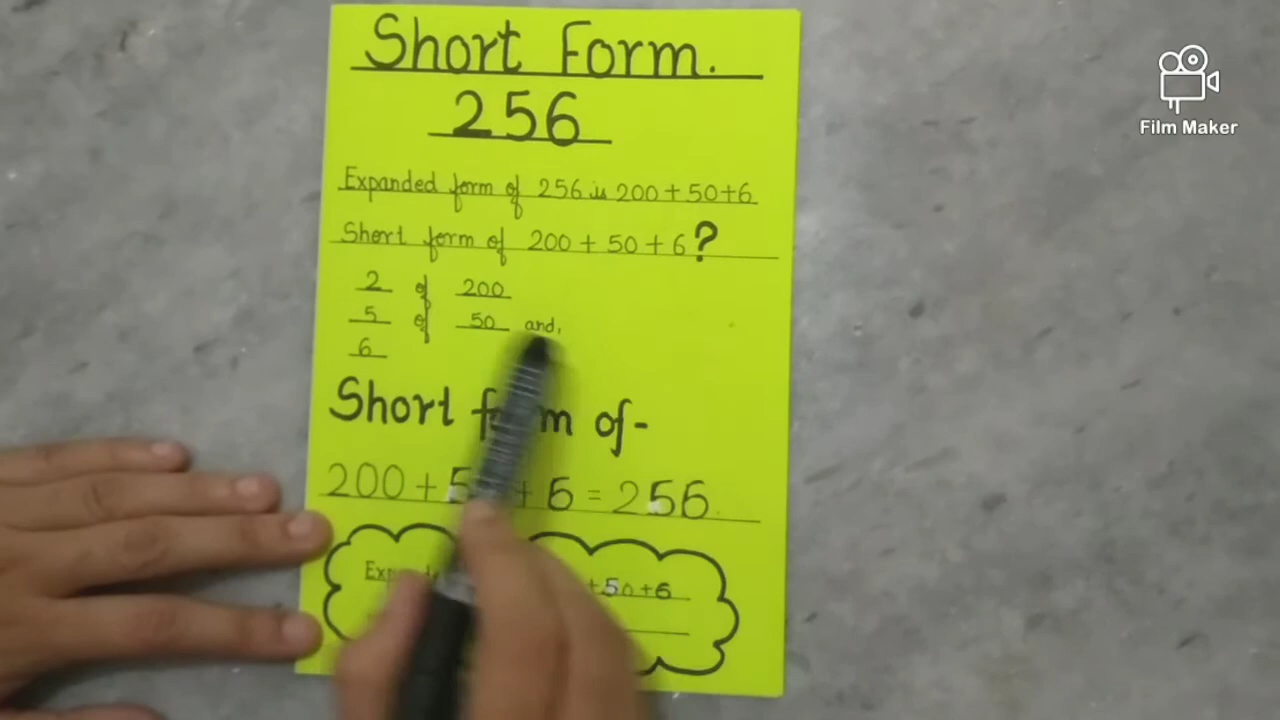 Short Form.
256
Expanded form of 256 is 200+50+6
Short form of 200 + 50 + 6?
2 of 200
5 of 50 and,
6
Short form of-
200 + 5 + 6 = 256
+50+6
Film Maker